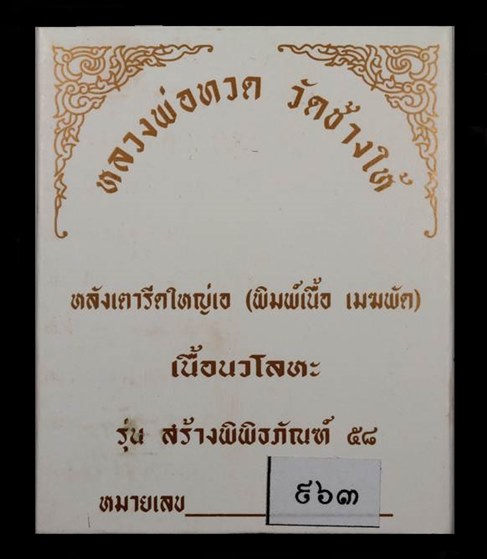 หลวงพ่อทวด วัดช้างให้
หลังเตารีดใหญ่เอ (พิมพ์เนื้อ เมฆพัด)
เนื้อนวโลหะ
รุ่น สร้างพิพิธภัณฑ์ ๕๘
หมายเลข ๙๖๓